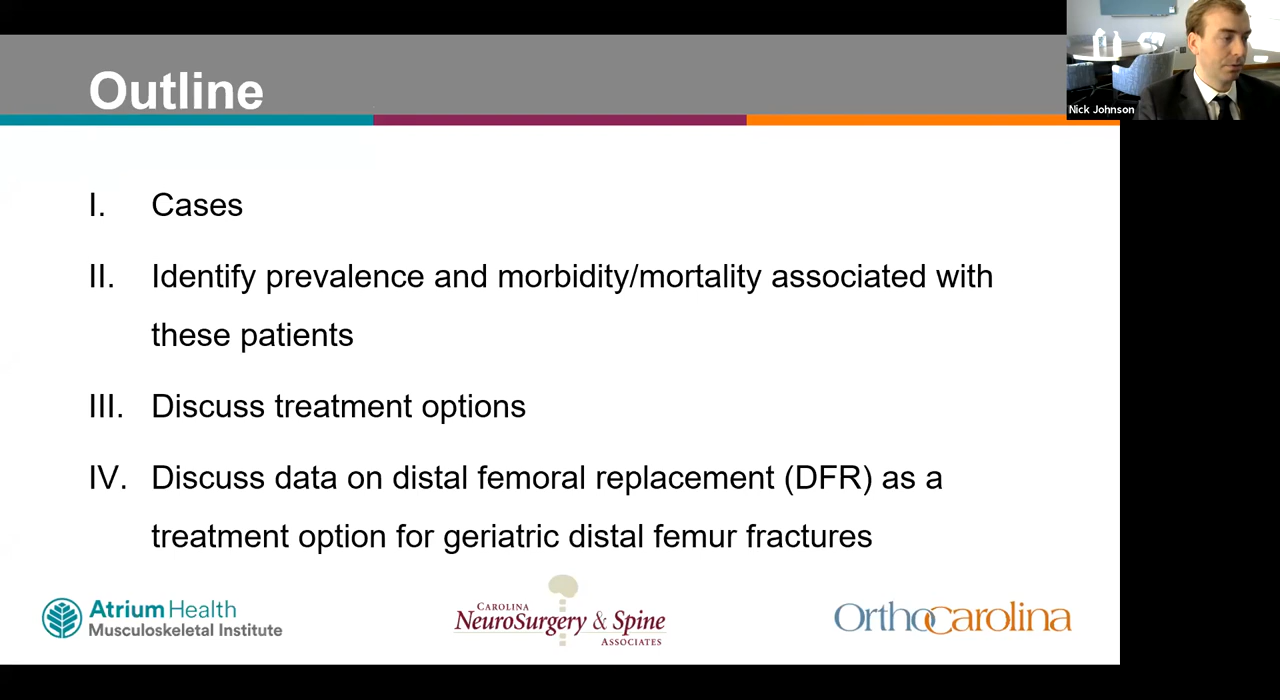 Outline
Nick Johnson
I. Cases
II. Identify prevalence and morbidity/mortality associated with
these patients
III. Discuss treatment options
IV. Discuss data on distal femoral replacement (DFR) as a
treatment option for geriatric distal femur fractures
Atrium Health
Musculoskeletal Institute
CAROLINA
NEUROSURGERY & SPINE
ASSOCIATES
OrthoCarolina